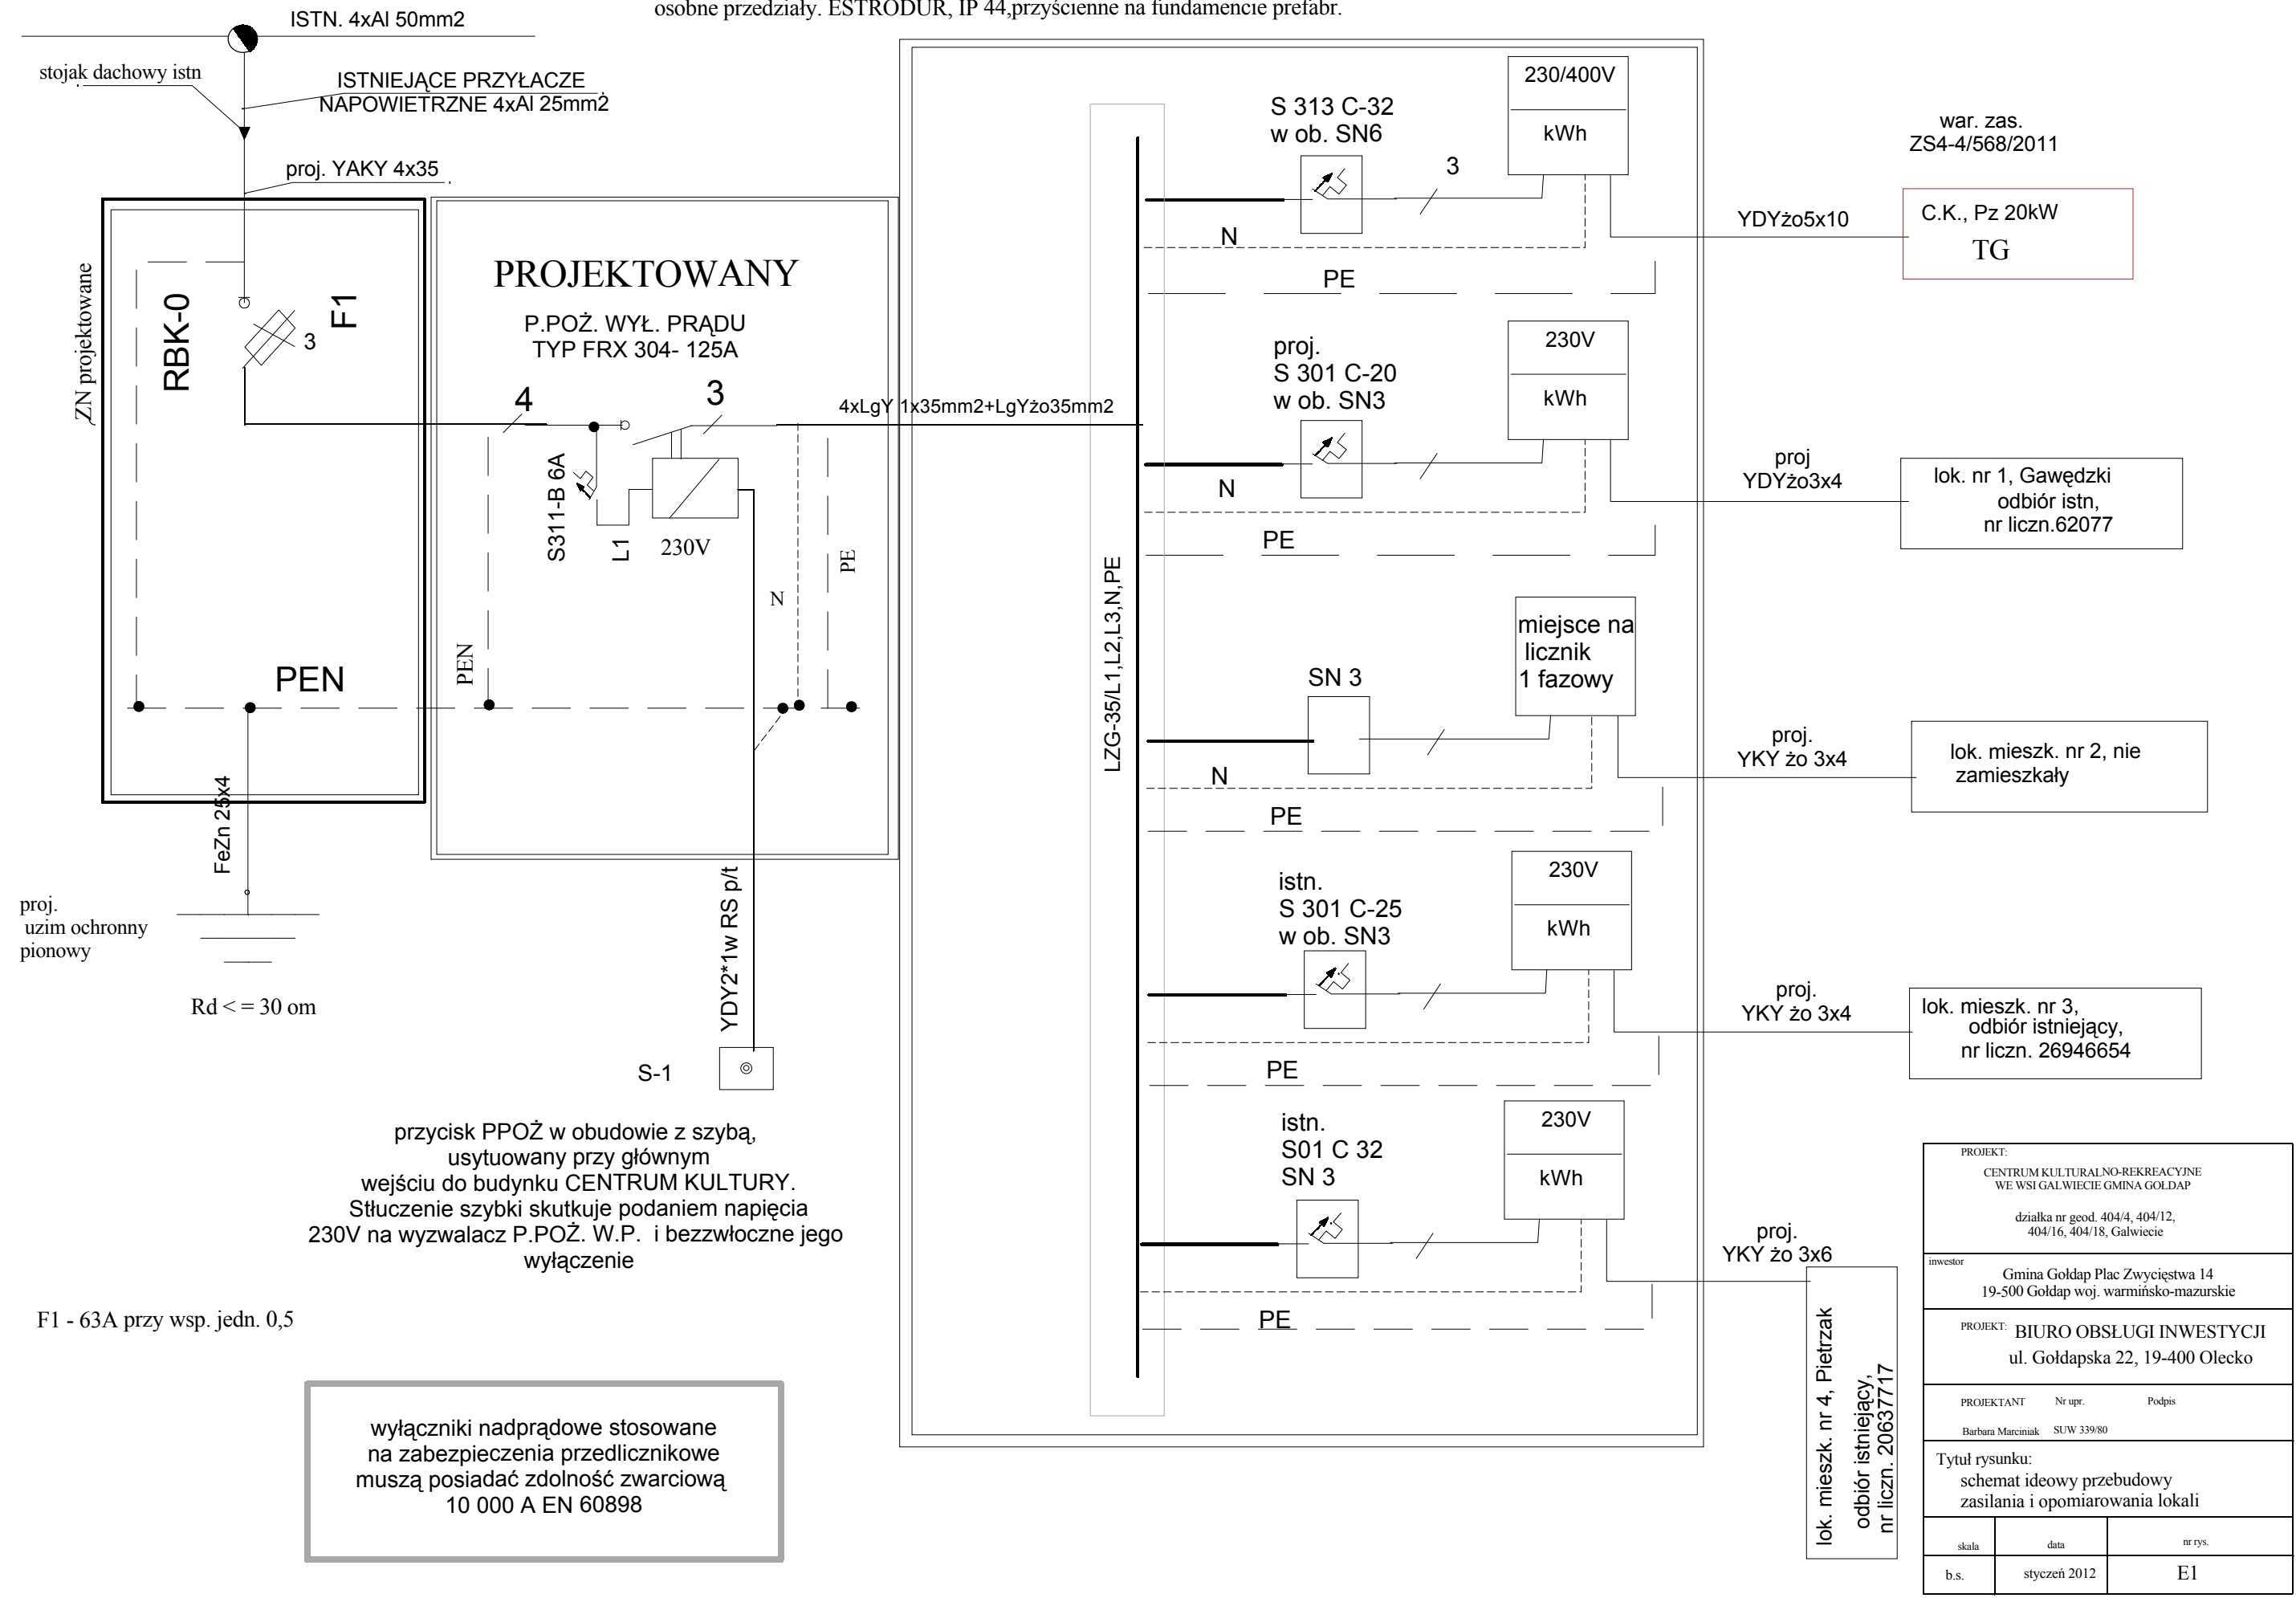 osobne przedziały. ESTRODUR, IP 44,przyścienne na fundamencie prefabr.
ISTN. 4xAl 50mm2
stojak dachowy istn
ISTNIEJĄCE PRZYŁACZE
NAPOWIETRZNE 4xAl 25mm2
proj. YAKY 4x35
ZN projektowane
RBK-0
F1
3
PEN
FeZn 25x4
proj.
uzim ochronny
pionowy
Rd < = 30 om
PROJEKTOWANY
P.POŻ. WYŁ. PRĄDU
TYP FRX 304- 125A
4
3
S311-B 6A
L1
230V
PEN
N
PE
4xLgY 1x35mm2+LgYżo35mm2
YDY2*1w RS p/t
S-1
przycisk PPOŻ w obudowie z szybą,
usytuowany przy głównym
wejściu do budynku CENTRUM KULTURY.
Stłuczenie szybki skutkuje podaniem napięcia
230V na wyzwalacz P.POŻ. W.P. i bezzwłoczne jego
wyłączenie
F1 - 63A przy wsp. jedn. 0,5
wyłączniki nadprądowe stosowane
na zabezpieczenia przedlicznikowe
muszą posiadać zdolność zwarciową
10 000 A EN 60898
LZG-35/L1,L2,L3,N,PE
S 313 C-32
w ob. SN6
3
230/400V
kWh
N
PE
YDYżo5x10
war. zas.
ZS4-4/568/2011
C.K., Pz 20kW
TG
proj.
S 301 C-20
w ob. SN3
230V
kWh
N
PE
proj
YDYżo3x4
lok. nr 1, Gawędzki
odbiór istn,
nr liczn.62077
SN 3
miejsce na
licznik
1 fazowy
N
PE
proj.
YKY żo 3x4
lok. mieszk. nr 2, nie
zamieszkały
istn.
S 301 C-25
w ob. SN3
230V
kWh
PE
proj.
YKY żo 3x4
lok. mieszk. nr 3,
odbiór istniejący,
nr liczn. 26946654
istn.
S01 C 32
SN 3
230V
kWh
PE
proj.
YKY żo 3x6
lok. mieszk. nr 4, Pietrzak
odbiór istniejący,
nr liczn. 20637717
PROJEKT:
CENTRUM KULTURALNO-REKREACYJNE
WE WSI GALWIECIE GMINA GOŁDAP
działka nr geod. 404/4, 404/12,
404/16, 404/18, Galwiecie
inwestor
Gmina Gołdap Plac Zwycięstwa 14
19-500 Gołdap woj. warmińsko-mazurskie
PROJEKT: BIURO OBSŁUGI INWESTYCJI
ul. Gołdapska 22, 19-400 Olecko
PROJEKTANT Nr upr. Podpis
Barbara Marciniak SUW 339/80
Tytuł rysunku:
schemat ideowy przebudowy
zasilania i opomiarowania lokali
skala data nr rys.
b.s. styczeń 2012 E1